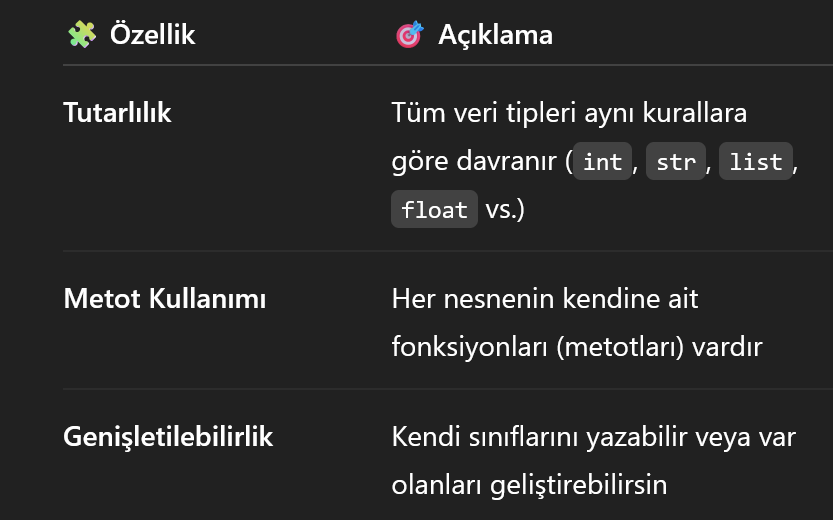 🧩 Özellik 🎯 Açıklama
Tutarlılık Tüm veri tipleri aynı kurallara
göre davranır (int, str, list,
float vs.)
Metot Kullanımı Her nesnenin kendine ait
fonksiyonları (metotları) vardır
Genişletilebilirlik Kendi sınıflarını yazabilir veya var
olanları geliştirebilirsin